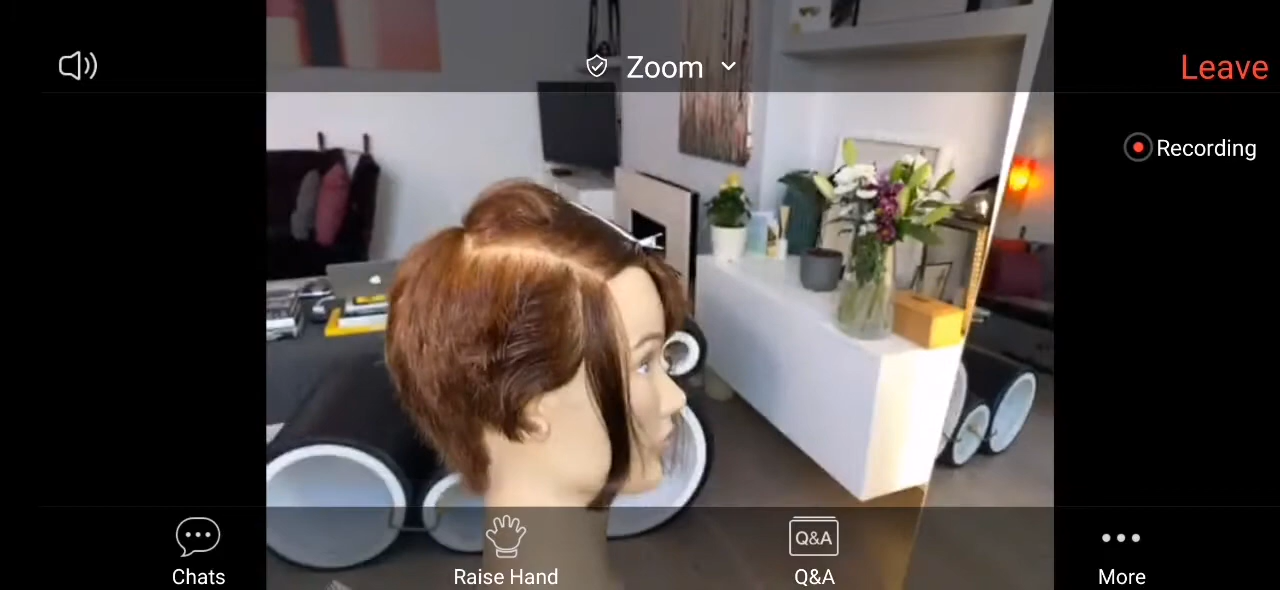 Zoom
Leave
Recording
Chats
Raise Hand
Q&A
Q&A
More